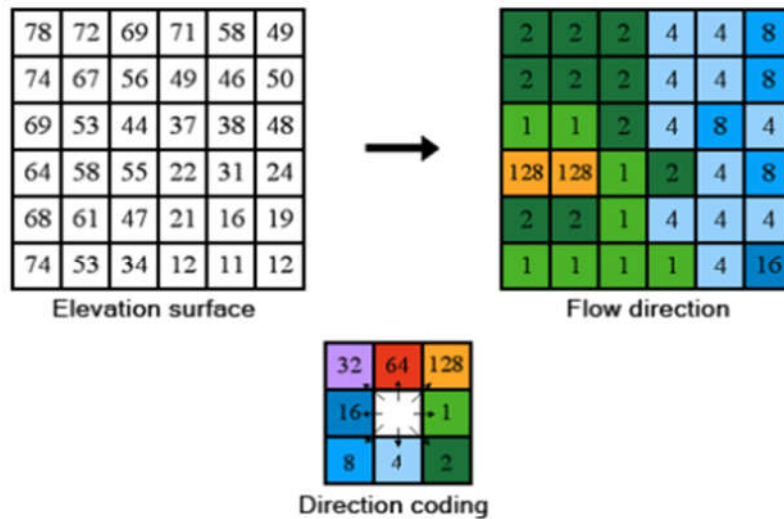 78 72 69 71 58 49 2 2 2 4 4 8
74 67 56 49 46 50 2 2 2 4 4 8
69 53 44 37 38 48 1 1 2 4 8 4
64 58 55 22 31 24 128 128 1 2 4 8
68 61 47 21 16 19 2 2 1 4 4 4
74 53 34 12 11 12 1 1 1 1 4 16
Elevation surface Flow direction
32 64 128
16 1
8 4 2
Direction coding